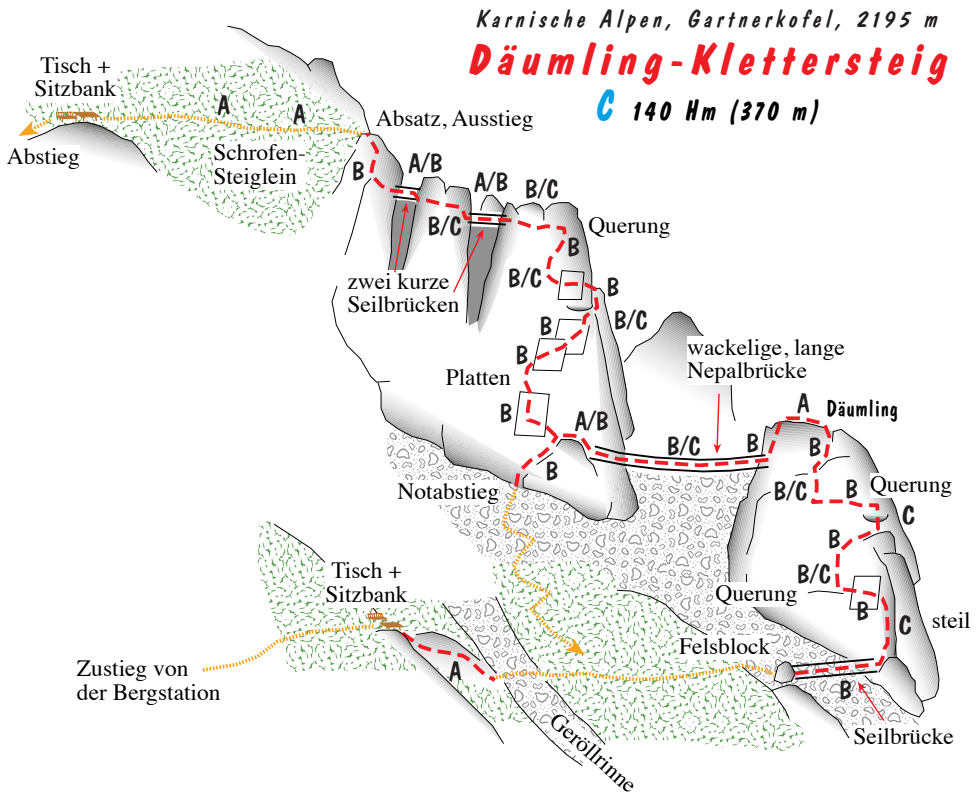 Karnische Alpen, Gartnerkofel, 2195 m
Däumling-Klettersteig
C 140 Hm (370 m)
Tisch +
Sitzbank
A
A
Absatz, Ausstieg
Abstieg
Schrofen-
Steiglein
B
A/B
A/B
B/C
B/C
Querung
B
B/C
zwei kurze
Seilbrücken
B
B/C
B
B
Platten
B
wackelige, lange
Nepalbrücke
A
Däumling
A/B
B/C
B
B
B
Notabstieg
B/C
B
Querung
C
B
B/C
Querung
B
C
steil
Tisch +
Sitzbank
Zustieg von
der Bergstation
A
Felsblock
B
Seilbrücke
Geröllrinne